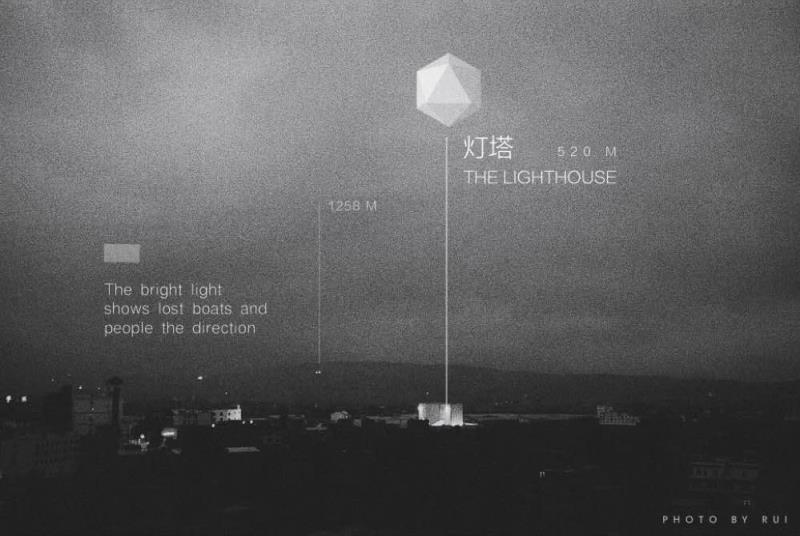 灯塔 520 M
THE LIGHTHOUSE
1258 M
The bright light
shows lost boats and
people the direction
PHOTO BY RUI